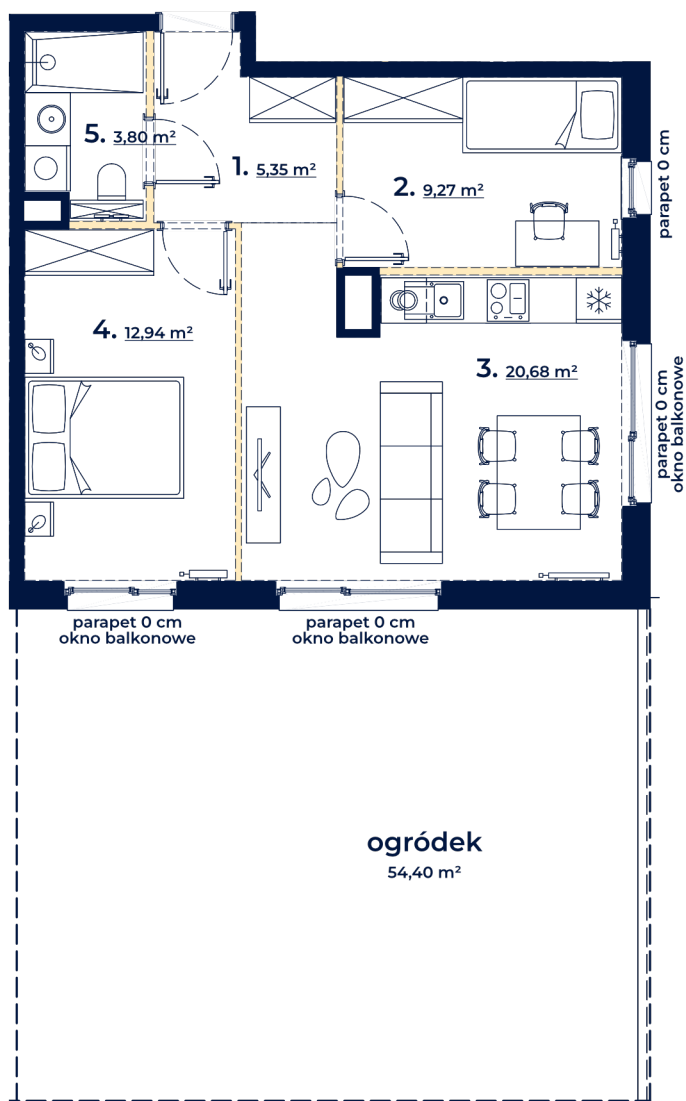 5. 3,80 m²
1. 5,35 m²
2. 9,27 m²
parapet 0 cm
4. 12,94 m²
3. 20,68 m²
parapet 0 cm
okno balkonowe
parapet 0 cm
okno balkonowe
parapet 0 cm
okno balkonowe
ogródek
54,40 m²